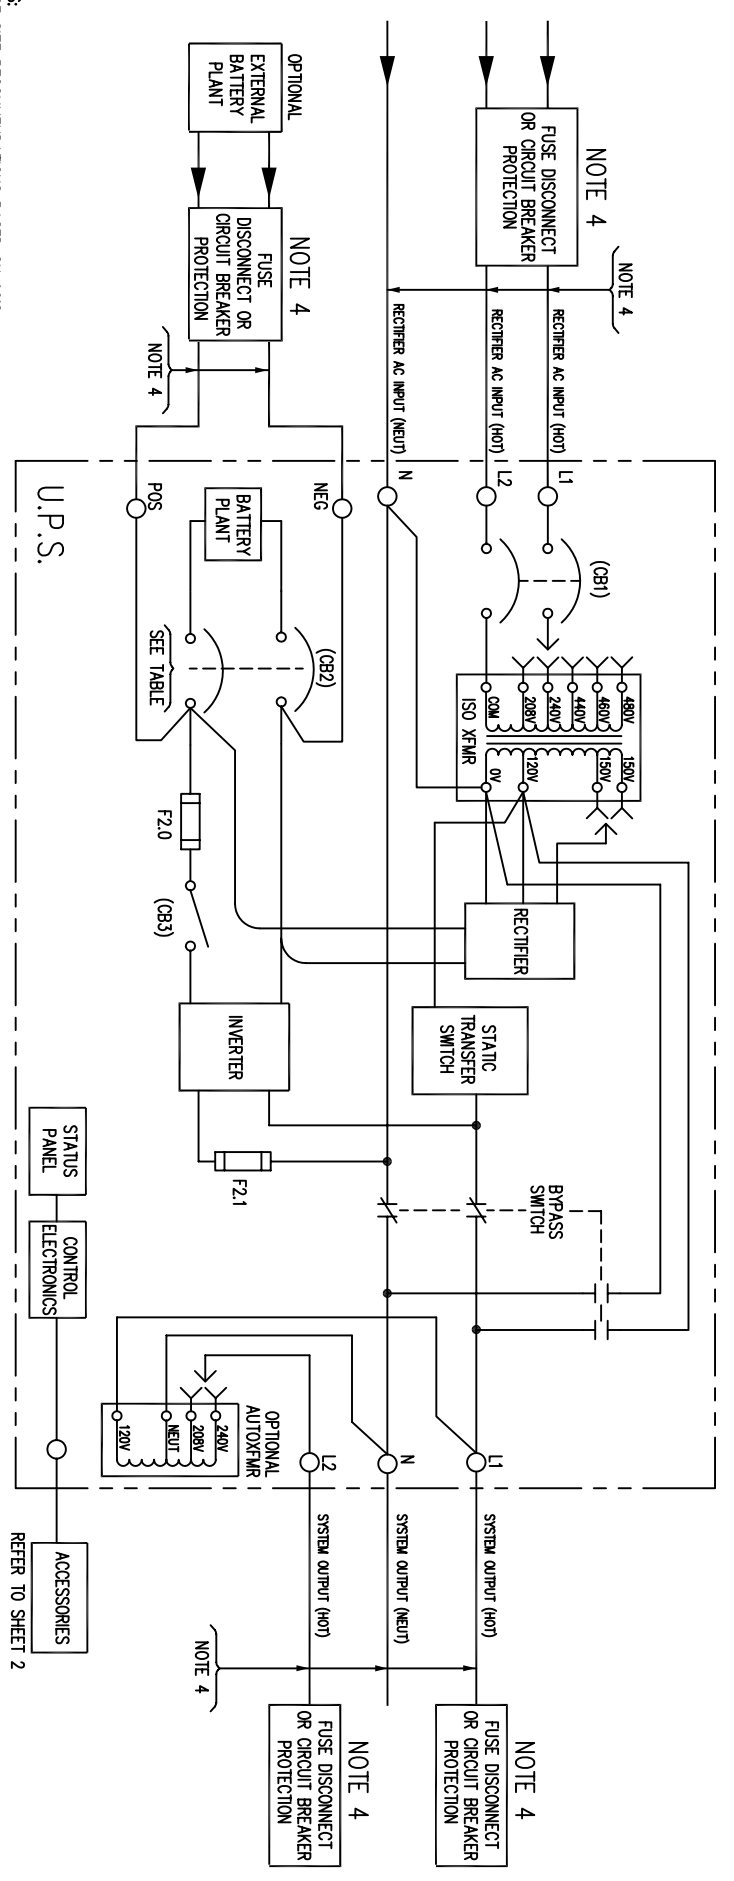 NOTE 4
FUSE DISCONNECT
OR CIRCUIT BREAKER
PROTECTION
NOTE 4
RECTIFIER AC INPUT (HOT)
RECTIFIER AC INPUT (HOT)
RECTIFIER AC INPUT (NEUT)
OPTIONAL
EXTERNAL
BATTERY
PLANT
NOTE 4
FUSE
DISCONNECT OR
CIRCUIT BREAKER
PROTECTION
NOTE 4
L1
L2
N
NEG
POS
U.P.S.
(CB1)
480V
460V
440V
240V
208V
COM
150V
150V
120V
0V
ISO XFMR
BATTERY
PLANT
(CB2)
SEE TABLE
F2.0
(CB3)
RECTIFIER
STATIC
TRANSFER
SWITCH
INVERTER
F2.1
BYPASS
SWITCH
STATUS
PANEL
CONTROL
ELECTRONICS
OPTIONAL
AUTOXFMR
240V
208V
NEUT
120V
L1
N
L2
SYSTEM OUTPUT (HOT)
SYSTEM OUTPUT (NEUT)
SYSTEM OUTPUT (HOT)
NOTE 4
ACCESSORIES
REFER TO SHEET 2
NOTE 4
FUSE DISCONNECT
OR CIRCUIT BREAKER
PROTECTION
NOTE 4
FUSE DISCONNECT
OR CIRCUIT BREAKER
PROTECTION